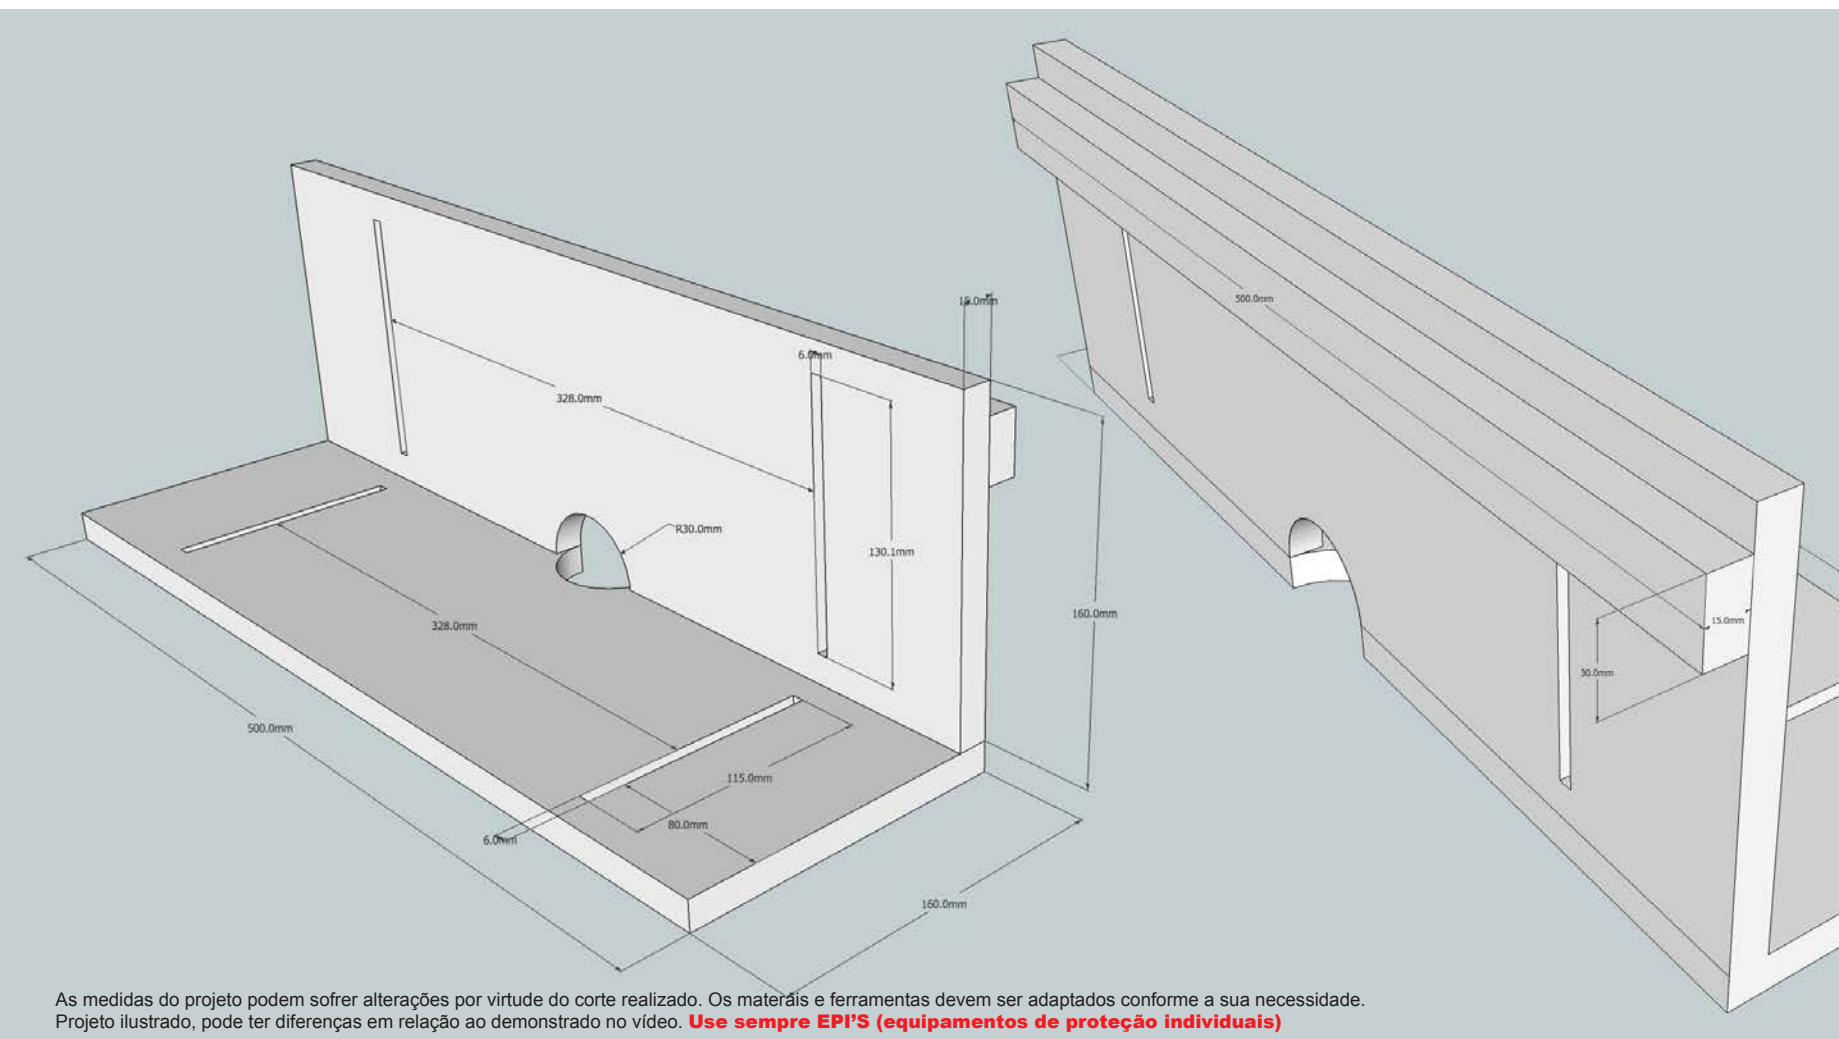 15.0mm
500.0mm
6.0mm
328.0mm
R30.0mm
130.1mm
160.0mm
15.0mm
30.0mm
328.0mm
500.0mm
115.0mm
80.0mm
6.0mm
160.0mm
As medidas do projeto podem sofrer alterações por virtude do corte realizado. Os materais e ferramentas devem ser adaptados conforme a sua necessidade.
Projeto ilustrado, pode ter diferenças em relação ao demonstrado no vídeo. Use sempre EPI'S (equipamentos de proteção individuais)